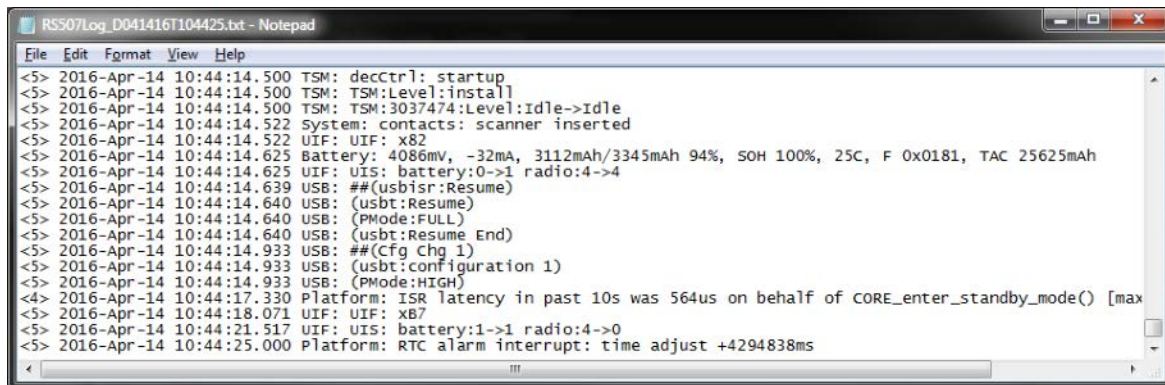 RS507Log_D041416T104425.txt - Notepad
File Edit Format View Help
<5> 2016-Apr-14 10:44:14.500 TSM: decCtrl: startup
<5> 2016-Apr-14 10:44:14.500 TSM: TSM:Level:install
<5> 2016-Apr-14 10:44:14.500 TSM: TSM:3037474:Level:Idle->Idle
<5> 2016-Apr-14 10:44:14.522 System: contacts: scanner inserted
<5> 2016-Apr-14 10:44:14.522 UIF: UIF: x82
<5> 2016-Apr-14 10:44:14.625 Battery: 4086mV, -32mA, 3112mAh/3345mAh 94%, SOH 100%, 25C, F 0x0181, TAC 25625mAh
<5> 2016-Apr-14 10:44:14.625 UIF: UIS: battery:0->1 radio:4->4
<5> 2016-Apr-14 10:44:14.639 USB: ##(usbisr:Resume)
<5> 2016-Apr-14 10:44:14.640 USB: (usbt:Resume)
<5> 2016-Apr-14 10:44:14.640 USB: (PMode:FULL)
<5> 2016-Apr-14 10:44:14.640 USB: (usbt:Resume End)
<5> 2016-Apr-14 10:44:14.933 USB: ##(Cfg Chg 1)
<5> 2016-Apr-14 10:44:14.933 USB: (usbt:configuration 1)
<5> 2016-Apr-14 10:44:14.933 USB: (PMode:HIGH)
<4> 2016-Apr-14 10:44:17.330 Platform: ISR latency in past 10s was 564us on behalf of CORE_enter_standby_mode() [max
<5> 2016-Apr-14 10:44:18.071 UIF: UIF: xB7
<5> 2016-Apr-14 10:44:21.517 UIF: UIS: battery:1->1 radio:4->0
<5> 2016-Apr-14 10:44:25.000 Platform: RTC alarm interrupt: time adjust +4294838ms